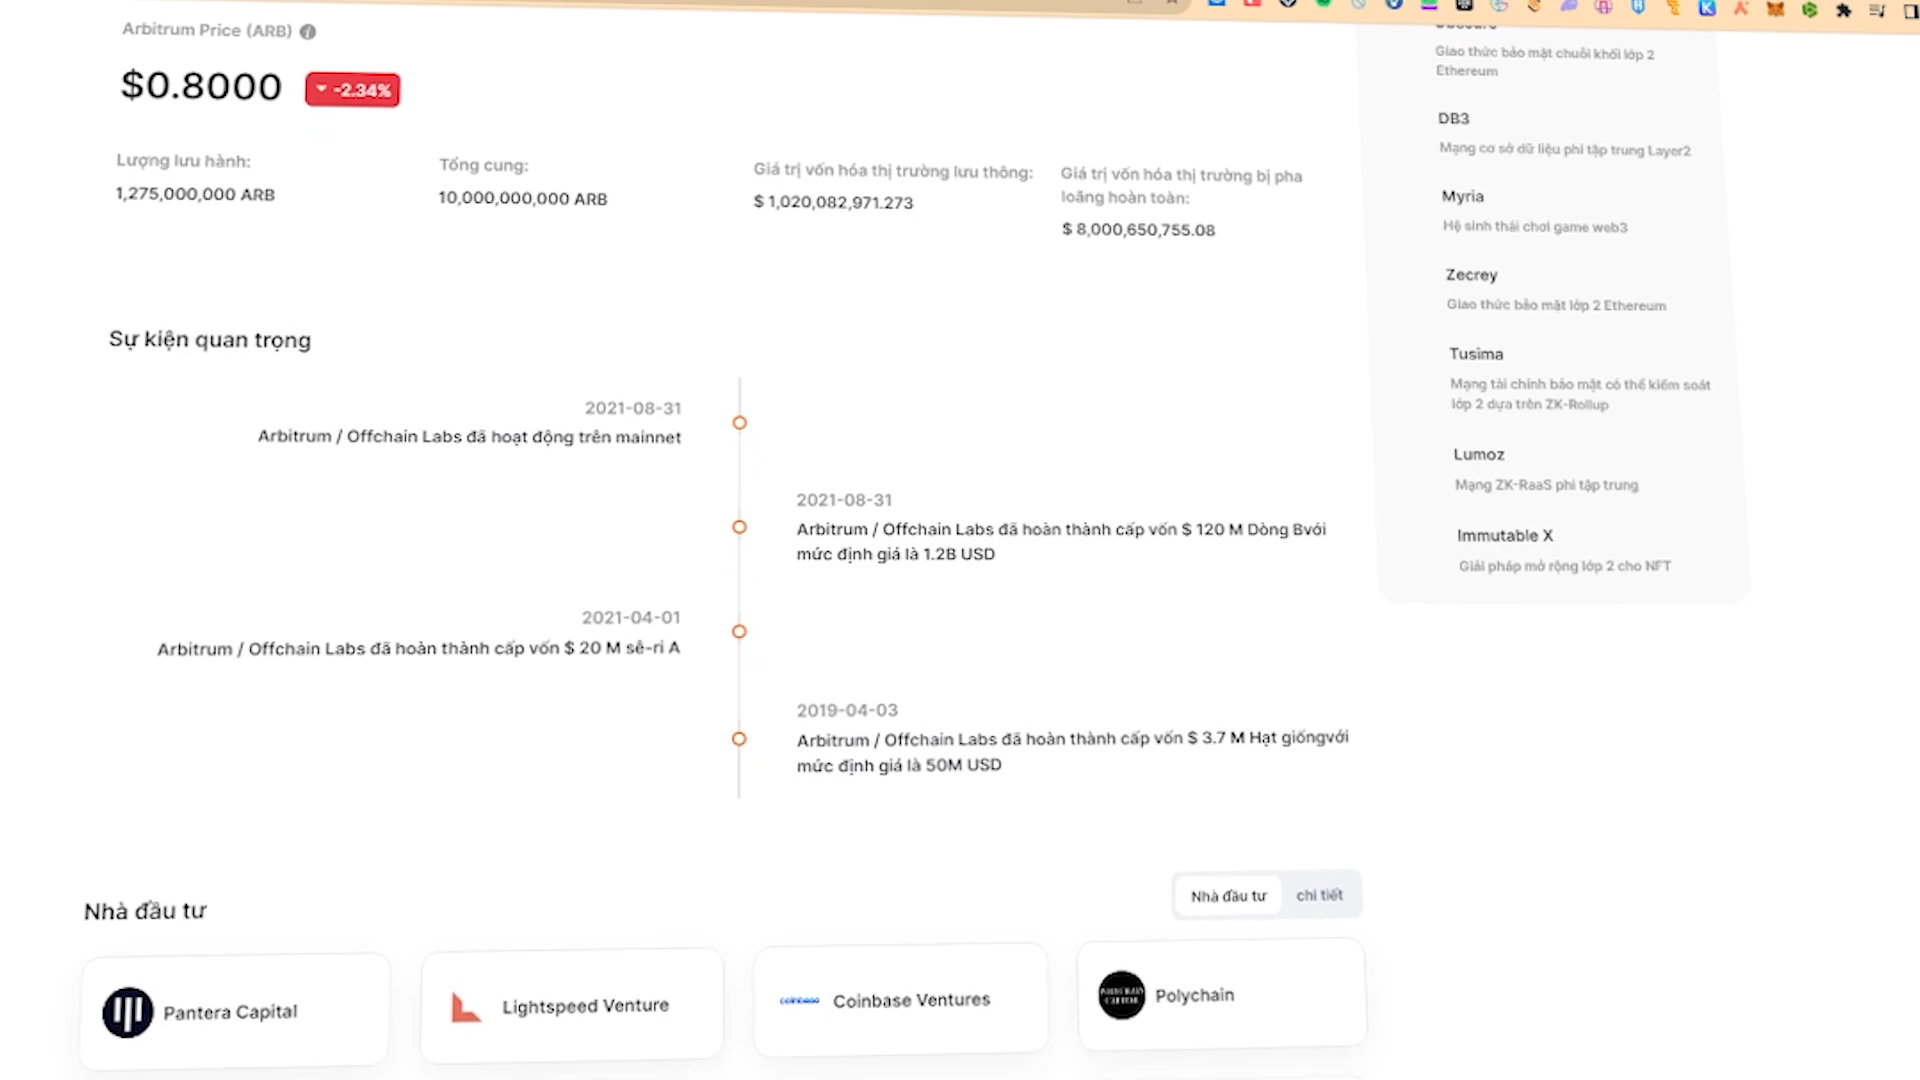 Arbitrum Price (ARB)
$0.8000
-2.34%
Lượng lưu hành:
1,275,000,000 ARB
Tổng cung:
10,000,000,000 ARB
Giá trị vốn hóa thị trường lưu thông:
$ 1,020,082,971.273
Giá trị vốn hóa thị trường bị pha
loãng hoàn toàn:
$ 8,000,650,755.08
Sự kiện quan trọng
2021-08-31
Arbitrum / Offchain Labs đã hoạt động trên mainnet
2021-08-31
Arbitrum / Offchain Labs đã hoàn thành cấp vốn $ 120 M Dòng Bvới
mức định giá là 1.2B USD
2021-04-01
Arbitrum / Offchain Labs đã hoàn thành cấp vốn $ 20 M sê-ri A
2019-04-03
Arbitrum / Offchain Labs đã hoàn thành cấp vốn $ 3.7 M Hạt giốngvới
mức định giá là 50M USD
Nhà đầu tư
Nhà đầu tư
chi tiết
Pantera Capital
Lightspeed Venture
coinbase
Coinbase Ventures
POLYCHAIN
CAPITAL
Polychain
Giao thức bảo mật chuỗi khối lớp 2
Ethereum
DB3
Mạng cơ sở dữ liệu phi tập trung Layer2
Myria
Hệ sinh thái chơi game web3
Zecrey
Giao thức bảo mật lớp 2 Ethereum
Tusima
Mạng tài chính bảo mật có thể kiểm soát
lớp 2 dựa trên ZK-Rollup
Lumoz
Mạng ZK-RaaS phi tập trung
Immutable X
Giải pháp mở rộng lớp 2 cho NFT